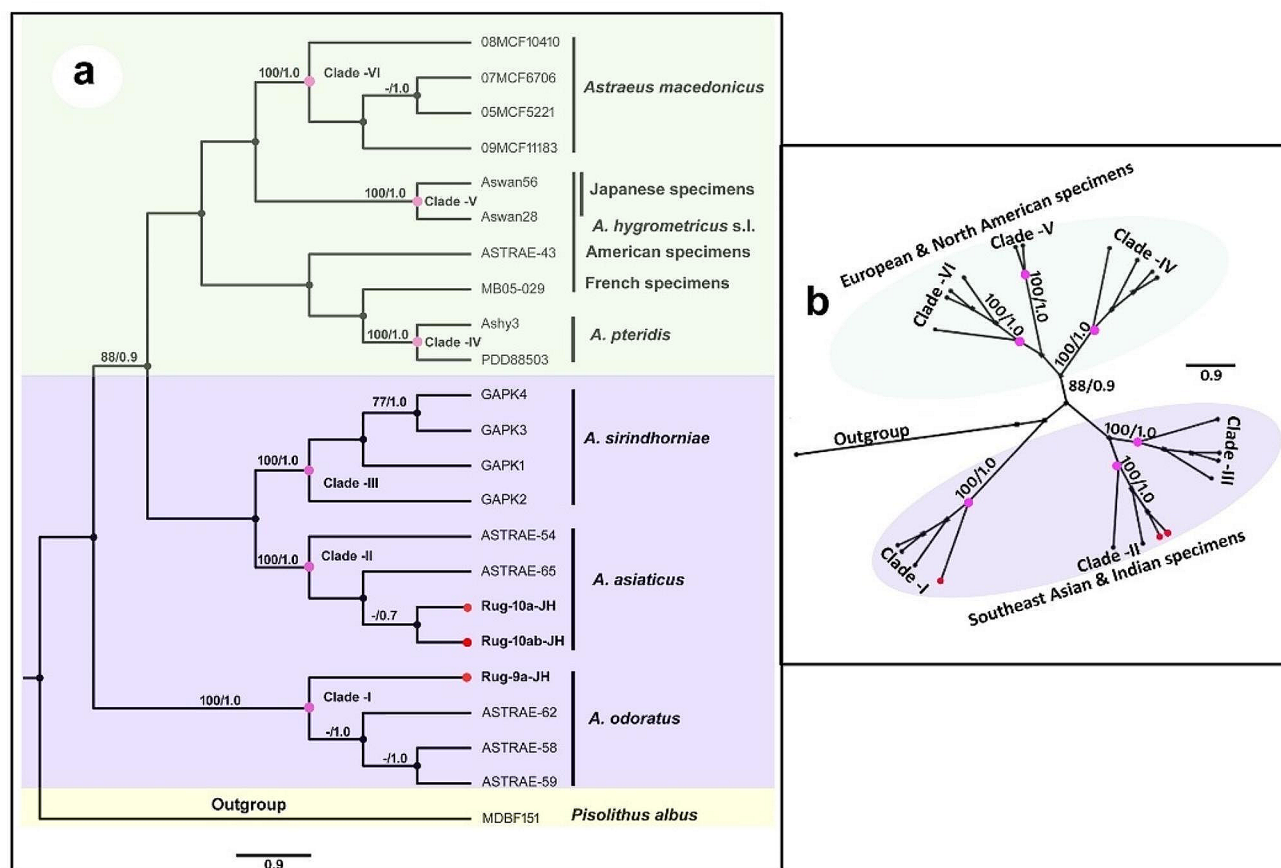 a
08MCF10410
100/1.0 Clade -VI
07MCF6706
-/1.0
Astraeus macedonicus
05MCF5221
09MCF11183
Aswan56
100/1.0
Japanese specimens
Clade -V
Aswan28
A. hygrometricus s.l.
ASTRAE-43
American specimens
MB05-029
French specimens
Ashy3
100/1.0
A. pteridis
Clade -IV
PDD88503
88/0.9
GAPK4
77/1.0
GAPK3
A. sirindhorniae
100/1.0
GAPK1
Clade -III
GAPK2
ASTRAE-54
100/1.0 Clade -II
ASTRAE-65
A. asiaticus
-/0.7
Rug-10a-JH
Rug-10ab-JH
Rug-9a-JH
100/1.0 Clade -I
ASTRAE-62
A. odoratus
-/1.0
ASTRAE-58
-/1.0
ASTRAE-59
Outgroup
MDBF151
Pisolithus albus
0.9
b
European & North American specimens
Clade -VI
100/1.0
Clade -V
100/1.0
Clade -IV
100/1.0
0.9
88/0.9
Outgroup
100/1.0
Clade -III
100/1.0
Clade -II
100/1.0
Clade -I
Southeast Asian & Indian specimens